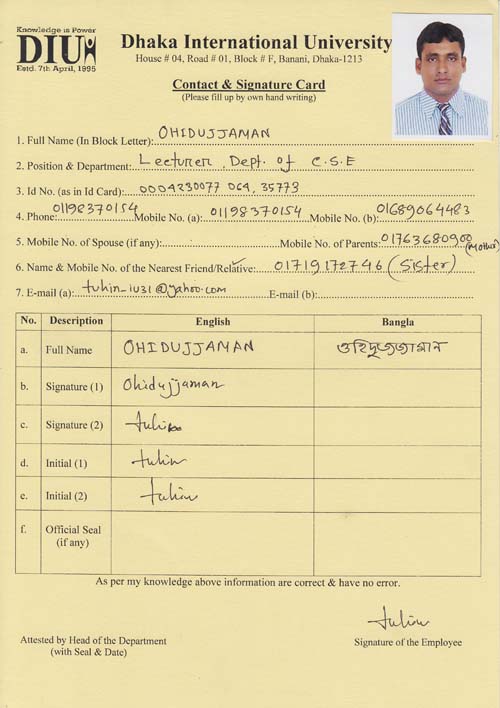 Knowledge is Power
DIU
Estd. 7th April, 1995
Dhaka International University
House # 04, Road # 01, Block # F, Banani, Dhaka-1213
Contact & Signature Card
(Please fill up by own hand writing)
1. Full Name (In Block Letter): OHIDUJJAMAN
2. Position & Department: Lecturer, Dept. of C.S.E
3. Id No. (as in Id Card): 0004230077 064, 35773
4. Phone: 01198370154 Mobile No. (a): 01198370154 Mobile No. (b): 01689064483
5. Mobile No. of Spouse (if any): Mobile No. of Parents: 01763680900 (Mother)
6. Name & Mobile No. of the Nearest Friend/Relative: 01719172746 (Sister)
7. E-mail (a): tuhin_iu31@yahoo.com E-mail (b):
No. Description English Bangla
a. Full Name OHIDUJJAMAN ওহিদুজ্জামান
b. Signature (1) Ohidujjaman
c. Signature (2) tuhin
d. Initial (1) tuhin
e. Initial (2) tuhin
f. Official Seal
(if any)
As per my knowledge above information are correct & have no error.
tuhin
Attested by Head of the Department Signature of the Employee
(with Seal & Date)